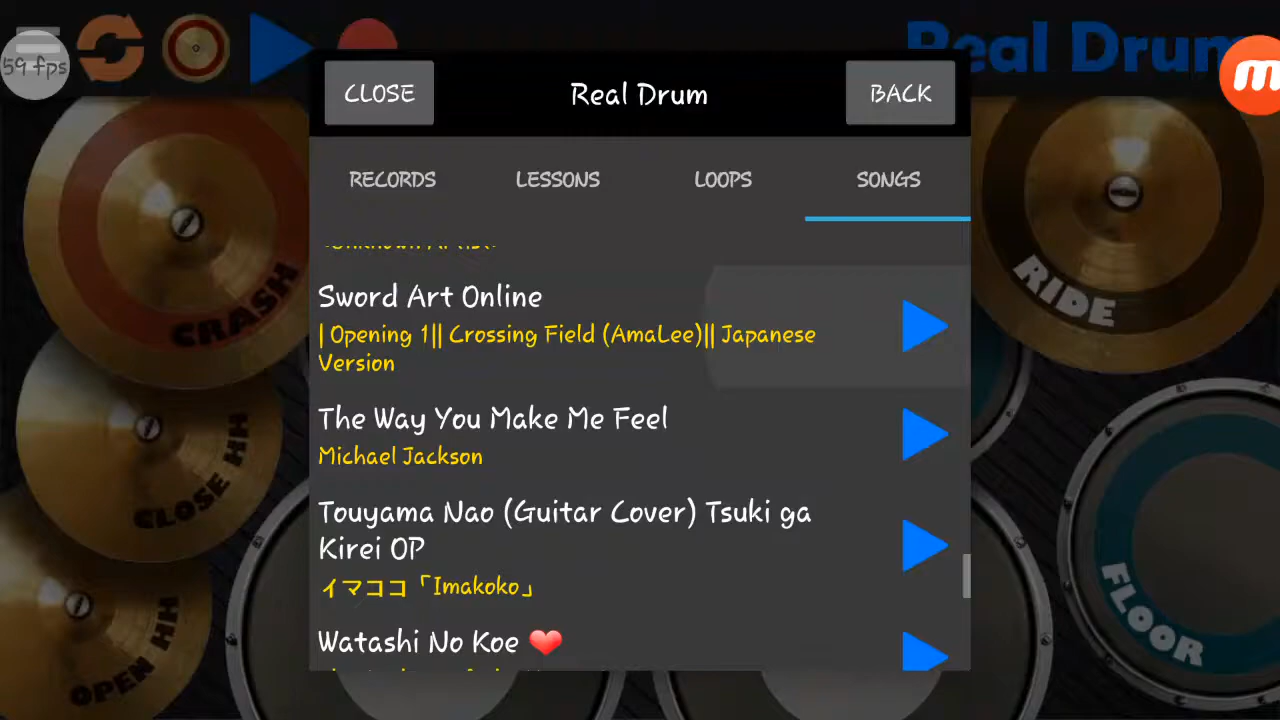 59 fps
Real Drum
CLOSE
Real Drum
BACK
RECORDS
LESSONS
LOOPS
SONGS
Sword Art Online
| Opening 1|| Crossing Field (AmaLee)|| Japanese
Version
The Way You Make Me Feel
Michael Jackson
Touyama Nao (Guitar Cover) Tsuki ga
Kirei OP
イマココ「Imakoko」
Watashi No Koe ❤
CRASH
RIDE
CLOSE HH
OPEN HH
FLOOR